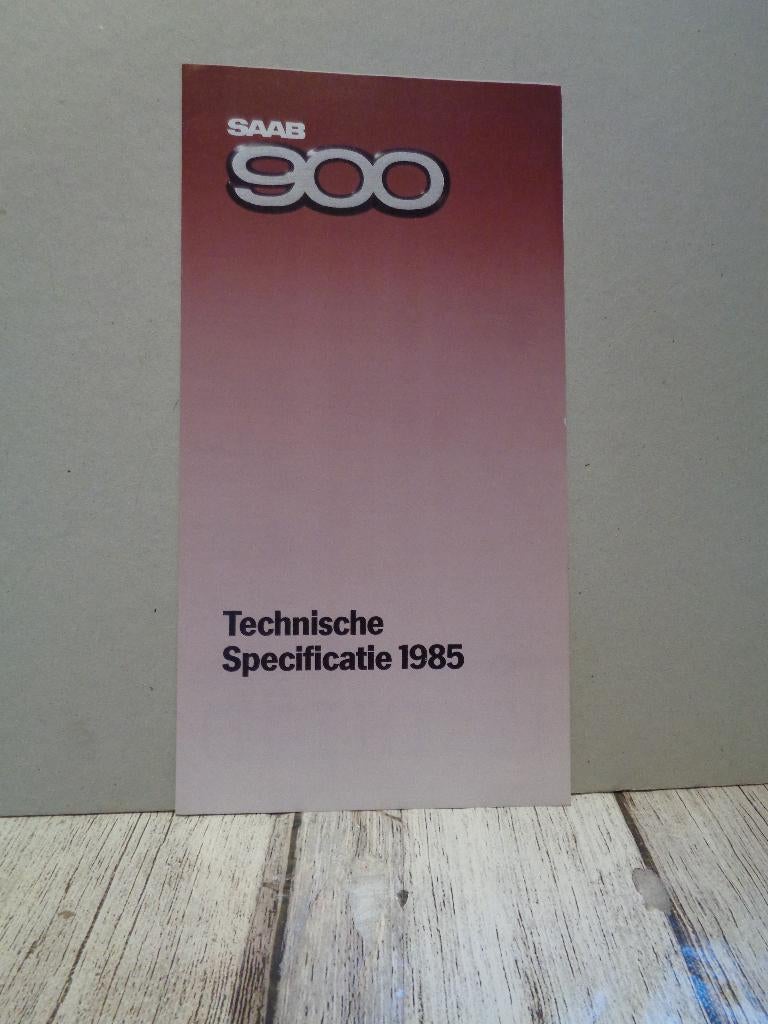 SAAB
900
Technische
Specificatie 1985